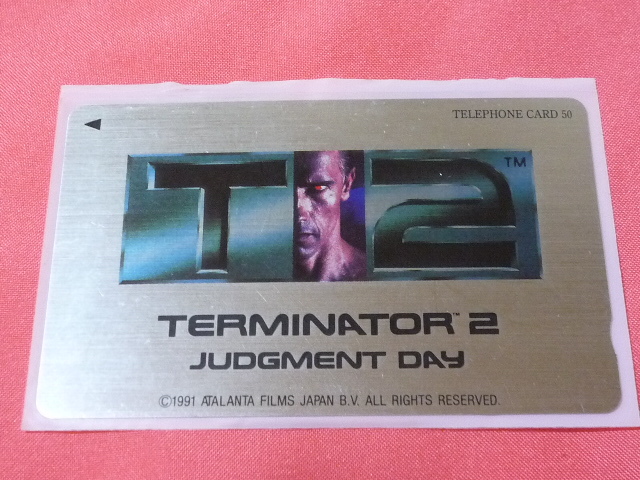 TELEPHONE CARD 50
T2™
TERMINATOR™ 2
JUDGMENT DAY
©1991 ATALANTA FILMS JAPAN B.V. ALL RIGHTS RESERVED.